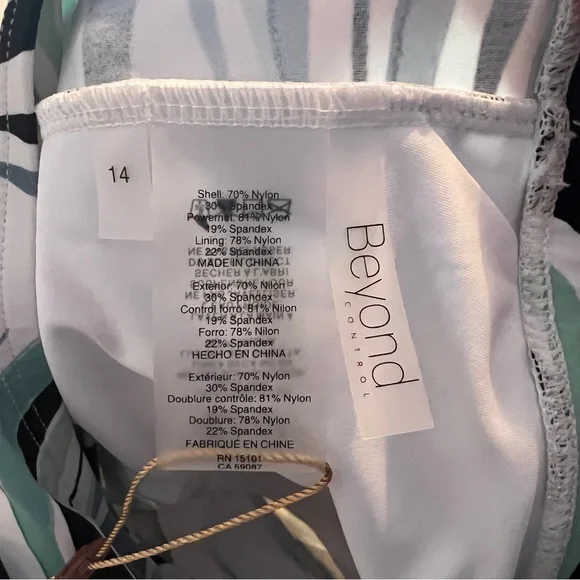 14
Shell: 70% Nylon
30% Spandex
Powernet: 81% Nylon
19% Spandex
Lining: 78% Nylon
22% Spandex
MADE IN CHINA
Exterior: 70% Nilon
30% Spandex
Control forro: 81% Nilon
19% Spandex
Forro: 78% Nilon
22% Spandex
HECHO EN CHINA
Extérieur: 70% Nylon
30% Spandex
Doublure contrôle: 81% Nylon
19% Spandex
Doublure: 78% Nylon
22% Spandex
FABRIQUÉ EN CHINE
RN 15101
CA 59087
Beyond
CONTROL